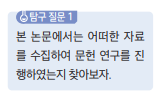 탐구 질문 1
본 논문에서는 어떠한 자료
를 수집하여 문헌 연구를 진
행하였는지 찾아보자.